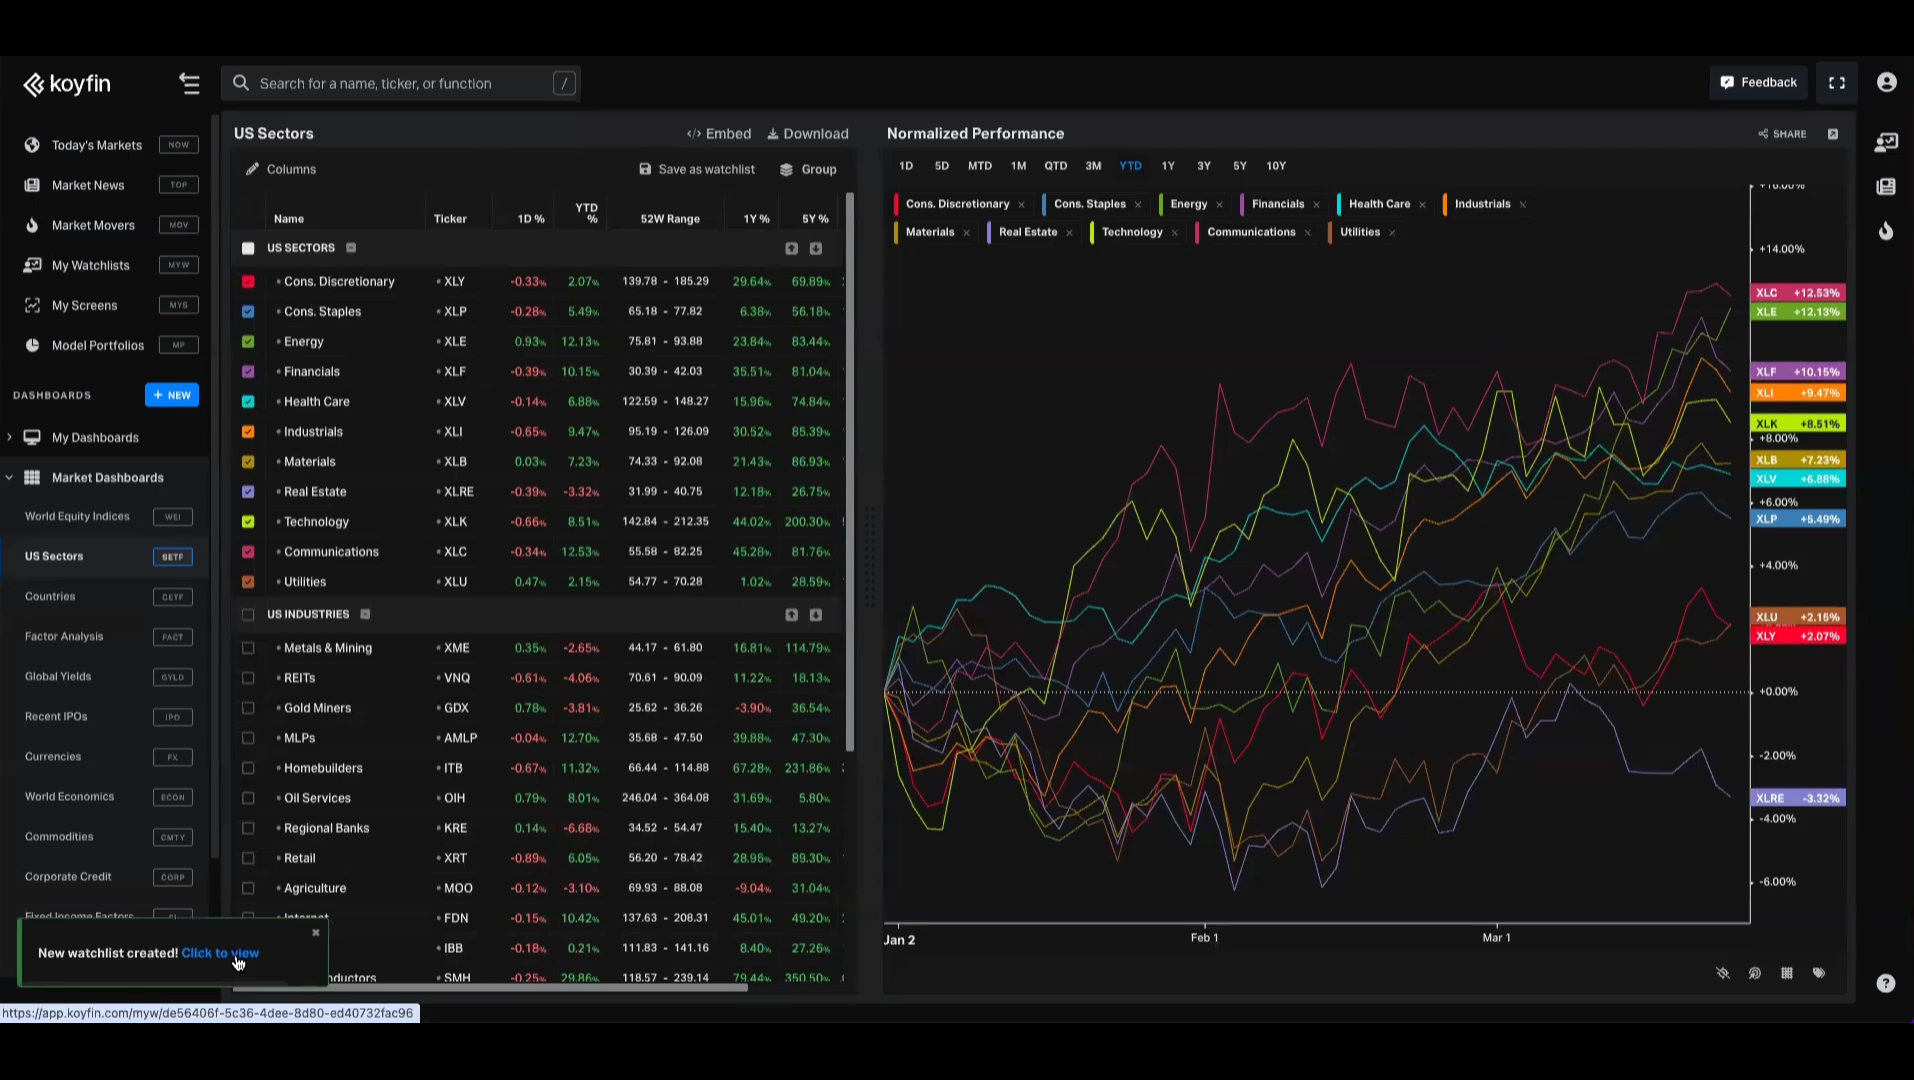 koyfin
Search for a name, ticker, or function /
Feedback
Today's Markets NOW
Market News TOP
Market Movers MOV
My Watchlists MYW
My Screens MYS
Model Portfolios MP
DASHBOARDS + NEW
My Dashboards
Market Dashboards
World Equity Indices WEI
US Sectors SETF
Countries CETF
Factor Analysis FACT
Global Yields GYLD
Recent IPOs IPO
Currencies FX
World Economics ECON
Commodities CMTY
Corporate Credit CORP
Fixed Income Factors
New watchlist created! Click to view
https://app.koyfin.com/myw/de56406f-5c36-4dee-8d80-ed40732fac96
US Sectors </> Embed Download
Columns Save as watchlist Group
Name Ticker 1D % YTD % 52W Range 1Y % 5Y %
US SECTORS
Cons. Discretionary XLY -0.33% 2.07% 139.78 - 185.29 29.64% 69.89%
Cons. Staples XLP -0.28% 5.49% 65.18 - 77.82 6.38% 56.18%
Energy XLE 0.93% 12.13% 75.81 - 93.88 23.84% 83.44%
Financials XLF -0.39% 10.15% 30.39 - 42.03 35.51% 81.04%
Health Care XLV -0.14% 6.88% 122.59 - 148.27 15.96% 74.84%
Industrials XLI -0.65% 9.47% 95.19 - 126.09 30.52% 85.39%
Materials XLB 0.03% 7.23% 74.33 - 92.08 21.43% 86.93%
Real Estate XLRE -0.39% -3.32% 31.99 - 40.75 12.18% 26.75%
Technology XLK -0.66% 8.51% 142.84 - 212.35 44.02% 200.30%
Communications XLC -0.34% 12.53% 55.58 - 82.25 45.28% 81.76%
Utilities XLU 0.47% 2.15% 54.77 - 70.28 1.02% 28.59%
US INDUSTRIES
Metals & Mining XME 0.35% -2.65% 44.17 - 61.80 16.81% 114.79%
REITs VNQ -0.61% -4.06% 70.61 - 90.09 11.22% 18.13%
Gold Miners GDX 0.78% -3.81% 25.62 - 36.26 -3.90% 36.54%
MLPs AMLP -0.04% 12.70% 35.68 - 47.50 39.88% 47.30%
Homebuilders ITB -0.67% 11.32% 66.44 - 114.88 67.28% 231.86%
Oil Services OIH 0.79% 8.01% 246.04 - 364.08 31.69% 5.80%
Regional Banks KRE 0.14% -6.68% 34.52 - 54.47 15.40% 13.27%
Retail XRT -0.89% 6.05% 56.20 - 78.42 28.95% 89.30%
Agriculture MOO -0.12% -3.10% 69.93 - 88.08 -9.04% 31.04%
Internet FDN -0.15% 10.42% 137.63 - 208.31 45.01% 49.20%
IBB -0.18% 0.21% 111.83 - 141.16 8.40% 27.26%
nductors SMH -0.25% 29.86% 118.57 - 239.14 79.44% 350.50%
Normalized Performance SHARE
1D 5D MTD 1M QTD 3M YTD 1Y 3Y 5Y 10Y
Cons. Discretionary × Cons. Staples × Energy × Financials × Health Care × Industrials ×
Materials × Real Estate × Technology × Communications × Utilities ×
+16.00%
+14.00%
XLC +12.53%
XLE +12.13%
XLF +10.15%
XLI +9.47%
XLK +8.51%
+8.00%
XLB +7.23%
XLV +6.88%
+6.00%
XLP +5.49%
+4.00%
XLU +2.15%
XLY +2.07%
+0.00%
-2.00%
XLRE -3.32%
-4.00%
-6.00%
Jan 2 Feb 1 Mar 1
?